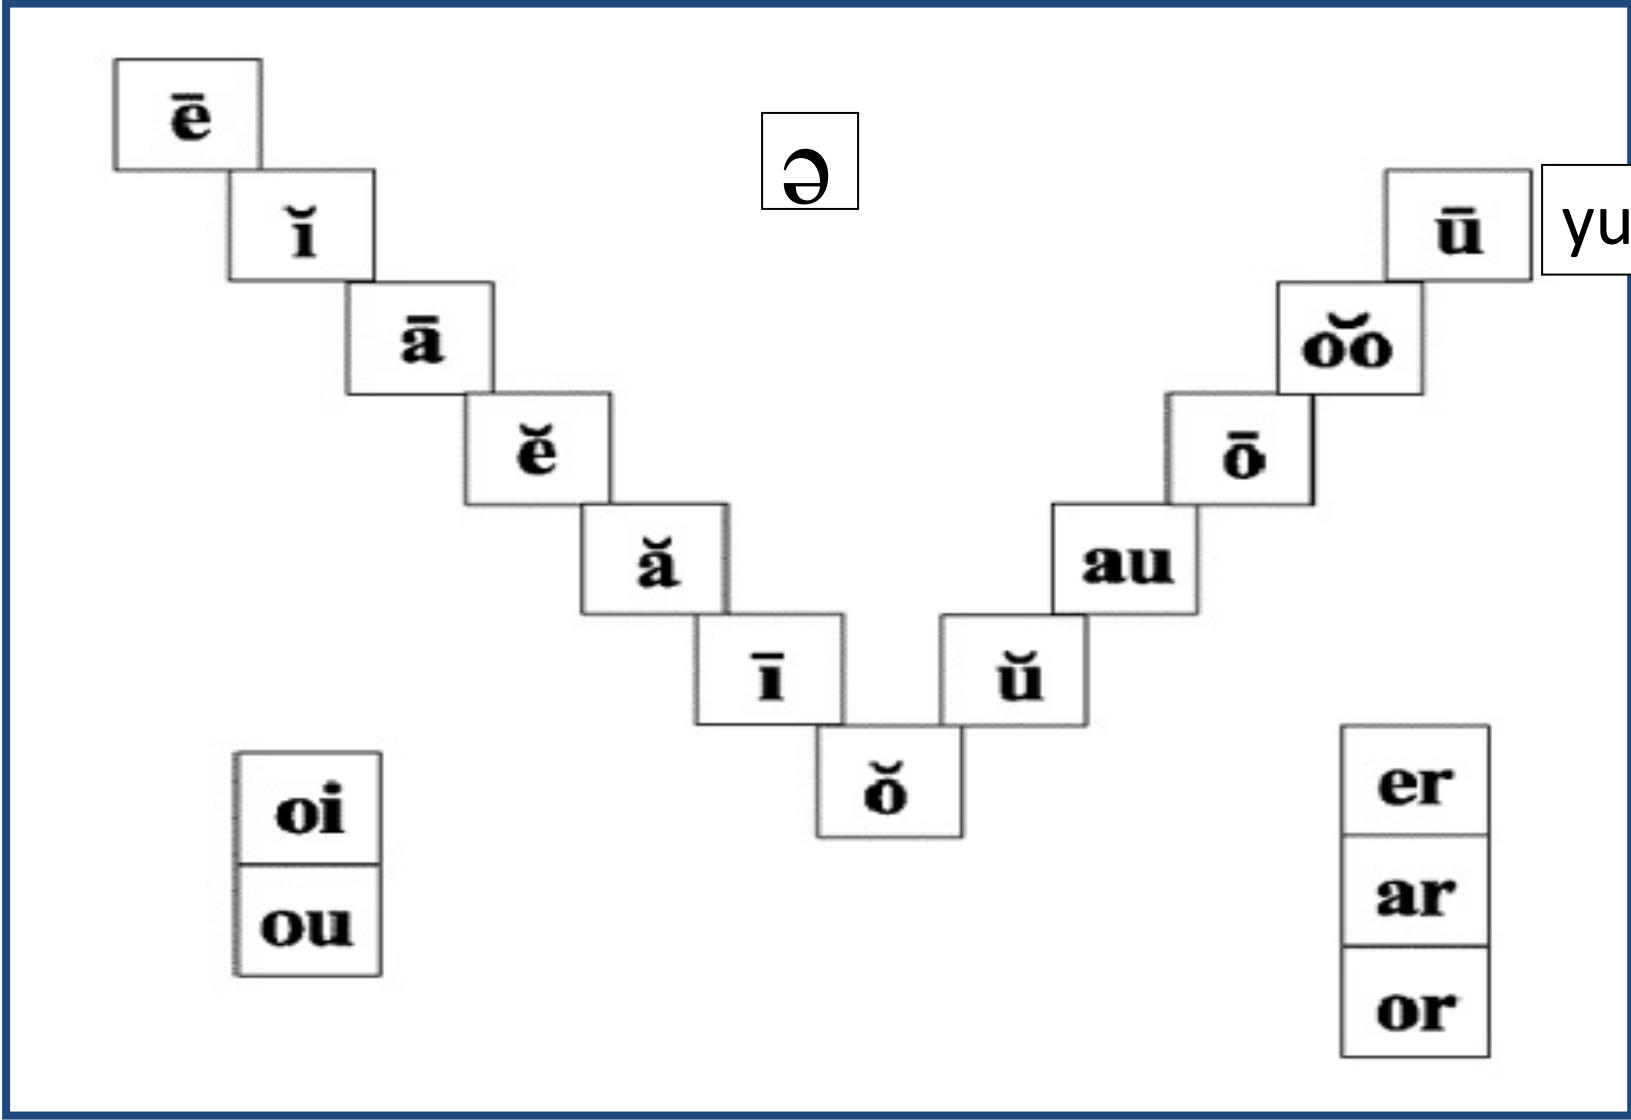 ē
ə
ĭ
ū yu
ā
o͝o
ĕ
ō
ă
au
ī
ŭ
ŏ
oi
er
ou
ar
or